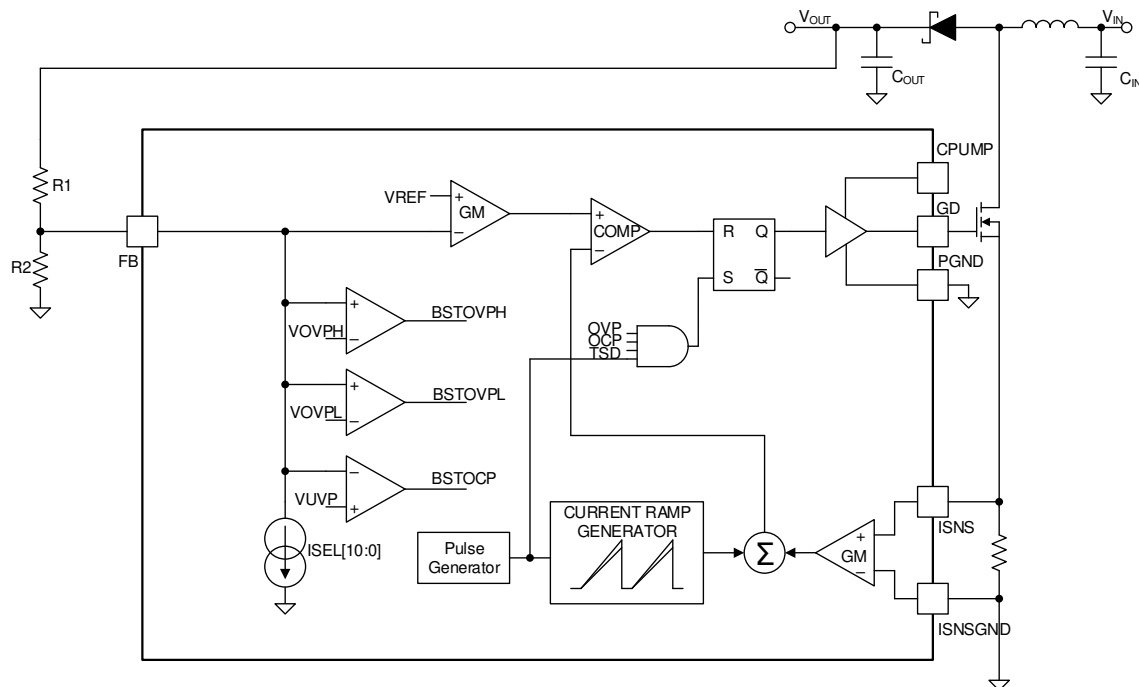 VOUT
VIN
COUT
CIN
CPUMP
R1
VREF
+
GM
−
+
COMP
−
R Q
S Q
GD
FB
R2
PGND
+
BSTOVPH
VOVPH
−
OVP
OCP
TSD
+
BSTOVPL
VOVPL
−
−
BSTOCP
VUVP
+
ISEL[10:0]
CURRENT RAMP
GENERATOR
Pulse
Generator
Σ
+
GM
−
ISNS
ISNSGND